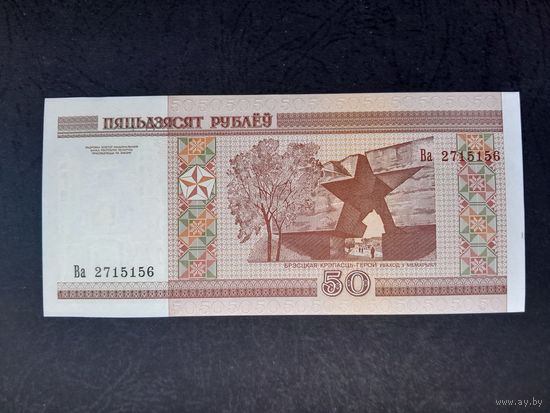 ПЯЦЬДЗЯСЯТ РУБЛЁЎ
Ва 2715156
Ва 2715156
БРЭСЦКАЯ КРЭПАСЦЬ-ГЕРОЙ УВАХОД У МЕМАРЫЯЛ
50
www.ay.by